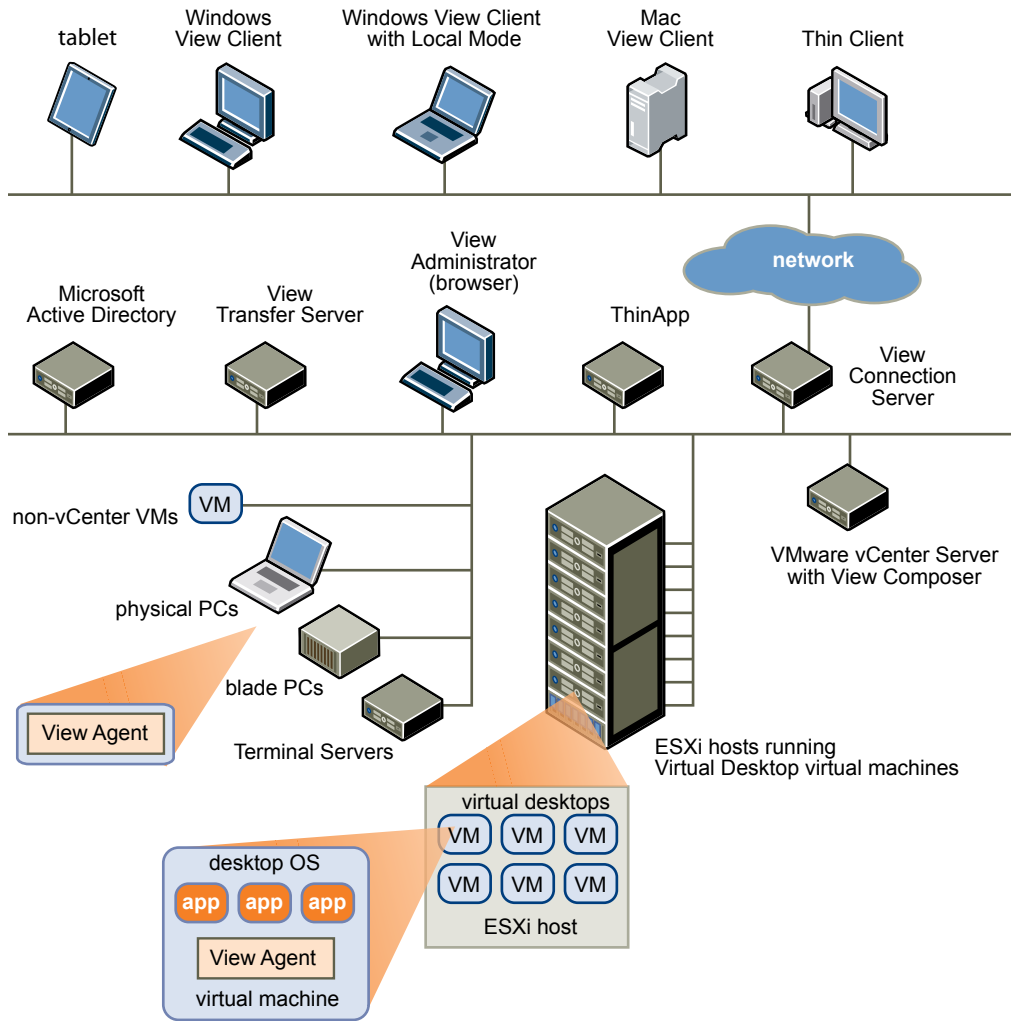 tablet
Windows
View Client
Windows View Client
with Local Mode
Mac
View Client
Thin Client
network
Microsoft
Active Directory
View
Transfer Server
View
Administrator
(browser)
ThinApp
View
Connection
Server
non-vCenter VMs
VM
physical PCs
blade PCs
Terminal Servers
View Agent
VMware vCenter Server
with View Composer
ESXi hosts running
Virtual Desktop virtual machines
virtual desktops
VM VM VM
VM VM VM
ESXi host
desktop OS
app app app
View Agent
virtual machine